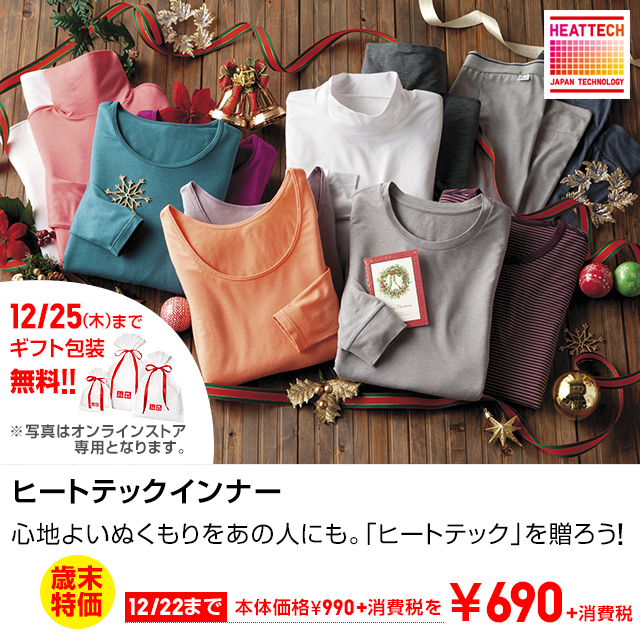 HEATTECH
JAPAN TECHNOLOGY
12/25(木)まで
ギフト包装
無料!!
※写真はオンラインストア
専用となります。
ヒートテックインナー
心地よいぬくもりをあの人にも。「ヒートテック」を贈ろう!
歳末
特価
12/22まで 本体価格¥990+消費税を ¥690+消費税